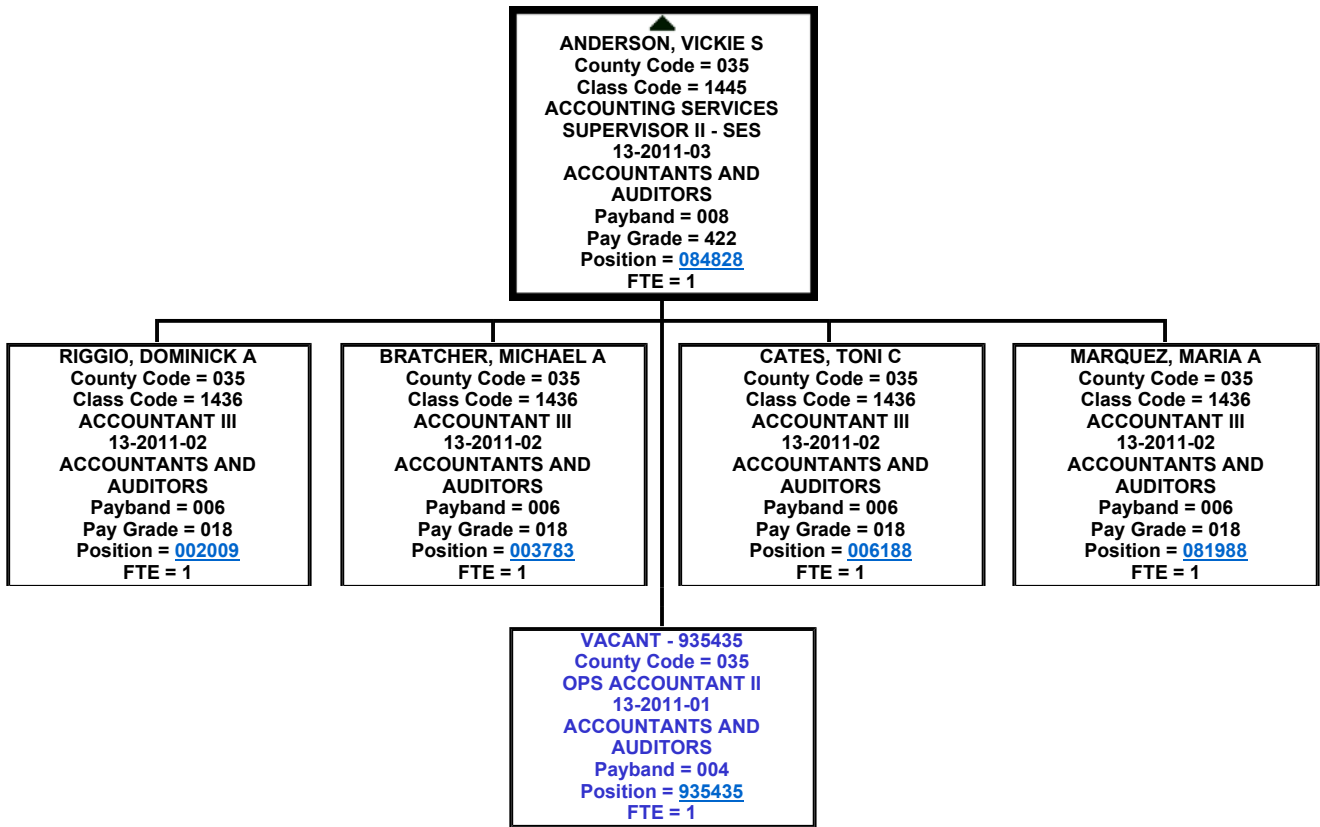 ANDERSON, VICKIE S
County Code = 035
Class Code = 1445
ACCOUNTING SERVICES
SUPERVISOR II - SES
13-2011-03
ACCOUNTANTS AND
AUDITORS
Payband = 008
Pay Grade = 422
Position = 084828
FTE = 1
RIGGIO, DOMINICK A
County Code = 035
Class Code = 1436
ACCOUNTANT III
13-2011-02
ACCOUNTANTS AND
AUDITORS
Payband = 006
Pay Grade = 018
Position = 002009
FTE = 1
BRATCHER, MICHAEL A
County Code = 035
Class Code = 1436
ACCOUNTANT III
13-2011-02
ACCOUNTANTS AND
AUDITORS
Payband = 006
Pay Grade = 018
Position = 003783
FTE = 1
CATES, TONI C
County Code = 035
Class Code = 1436
ACCOUNTANT III
13-2011-02
ACCOUNTANTS AND
AUDITORS
Payband = 006
Pay Grade = 018
Position = 006188
FTE = 1
MARQUEZ, MARIA A
County Code = 035
Class Code = 1436
ACCOUNTANT III
13-2011-02
ACCOUNTANTS AND
AUDITORS
Payband = 006
Pay Grade = 018
Position = 081988
FTE = 1
VACANT - 935435
County Code = 035
OPS ACCOUNTANT II
13-2011-01
ACCOUNTANTS AND
AUDITORS
Payband = 004
Position = 935435
FTE = 1